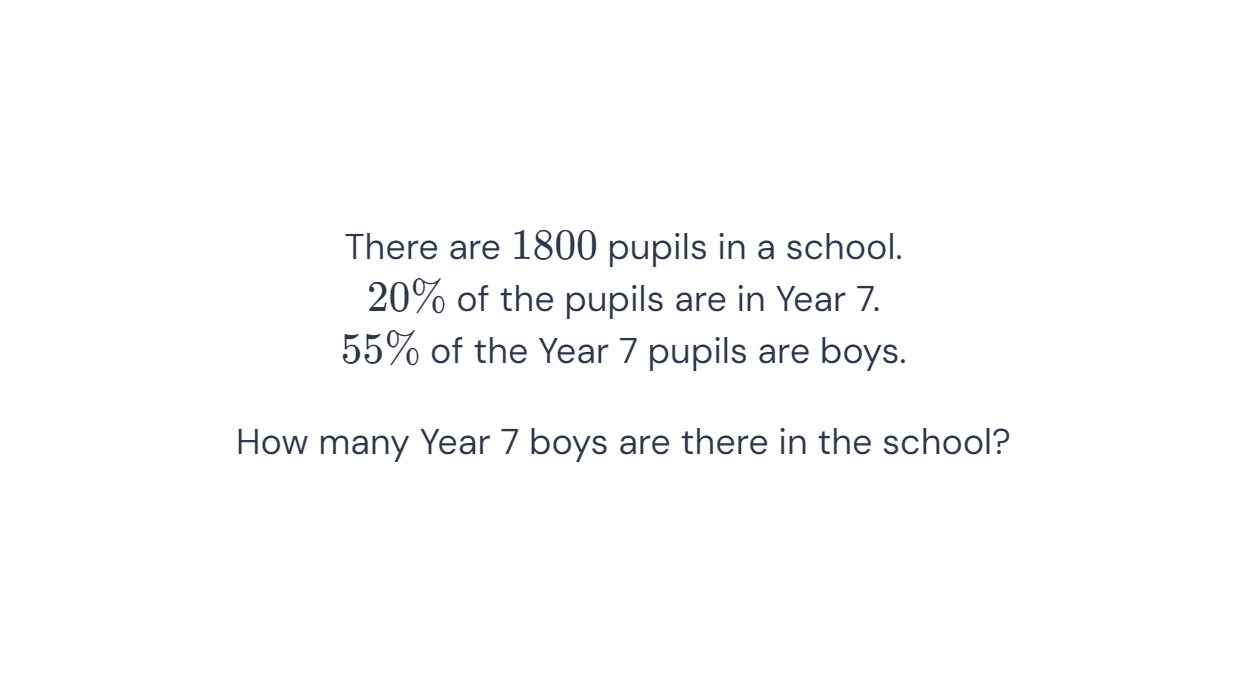 There are 1800 pupils in a school.
20% of the pupils are in Year 7.
55% of the Year 7 pupils are boys.
How many Year 7 boys are there in the school?